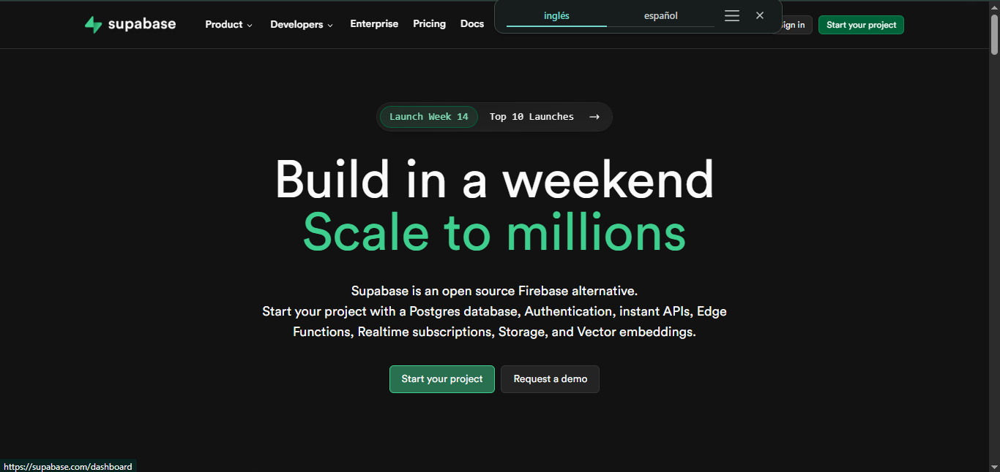 supabase
Product
Developers
Enterprise
Pricing
Docs
inglés
español
ign in
Start your project
Launch Week 14
Top 10 Launches →
Build in a weekend
Scale to millions
Supabase is an open source Firebase alternative.
Start your project with a Postgres database, Authentication, instant APIs, Edge
Functions, Realtime subscriptions, Storage, and Vector embeddings.
Start your project
Request a demo
https://supabase.com/dashboard